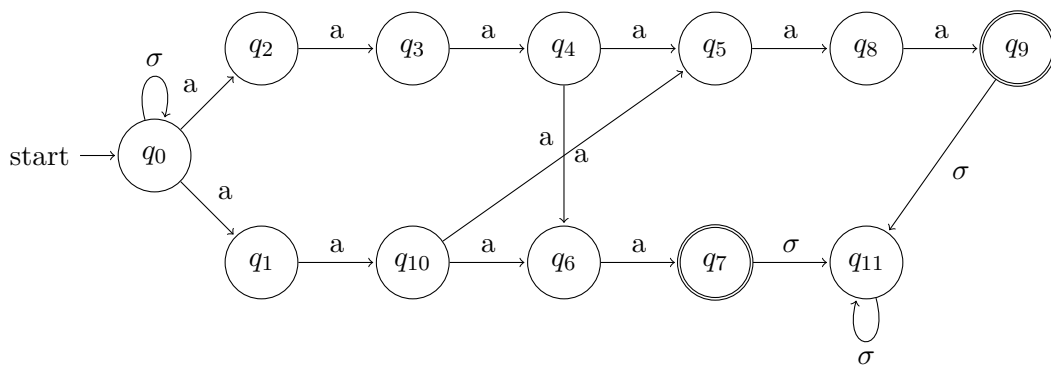 q2 a q3 a q4 a q5 a q8 a q9
σ a
start q0 a a σ
a
q1 a q10 a q6 a q7 σ q11
σ